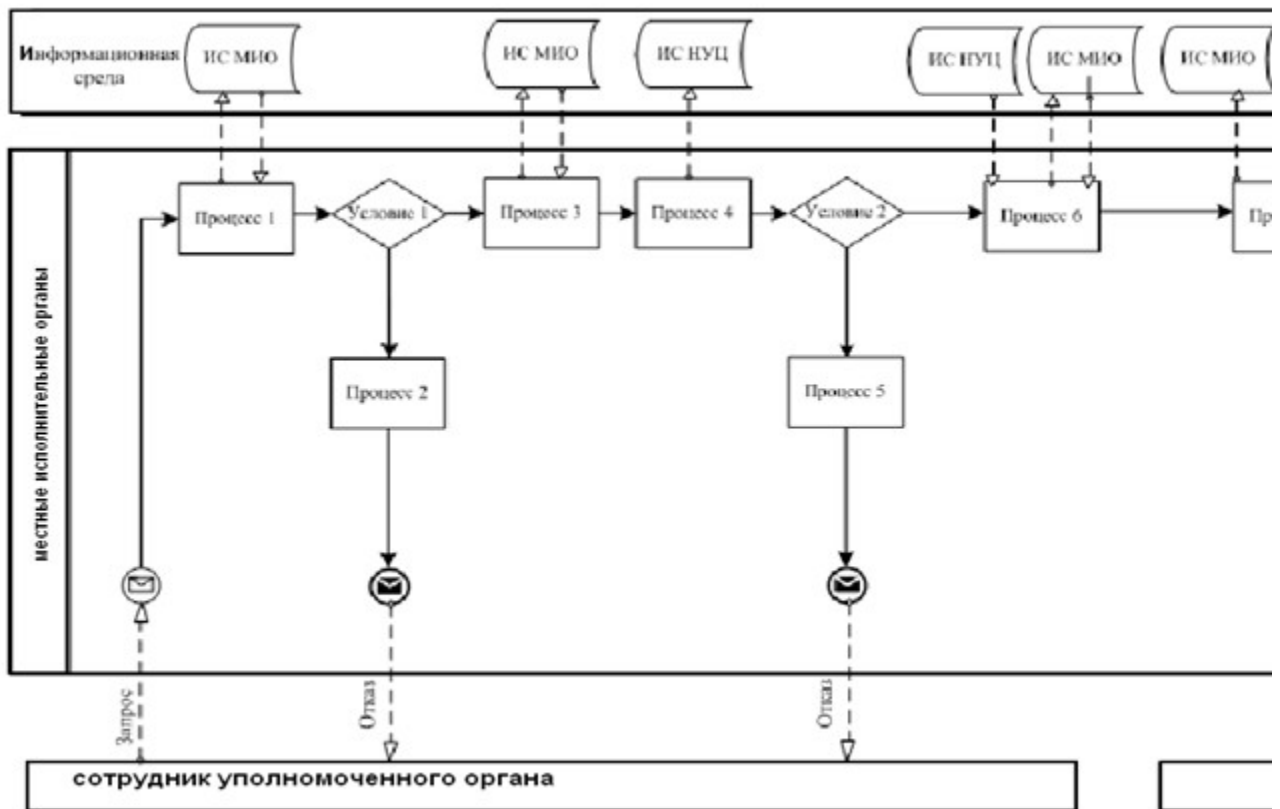 Информационная
среда
ИС МИО
ИС МИО
ИС НУЦ
ИС НУЦ
ИС МИО
ИС МИО
местные исполнительные органы
Процесс 1
Условие 1
Процесс 3
Процесс 4
Условие 2
Процесс 6
Пр
Процесс 2
Процесс 5
Запрос
Отказ
Отказ
сотрудник уполномоченного органа